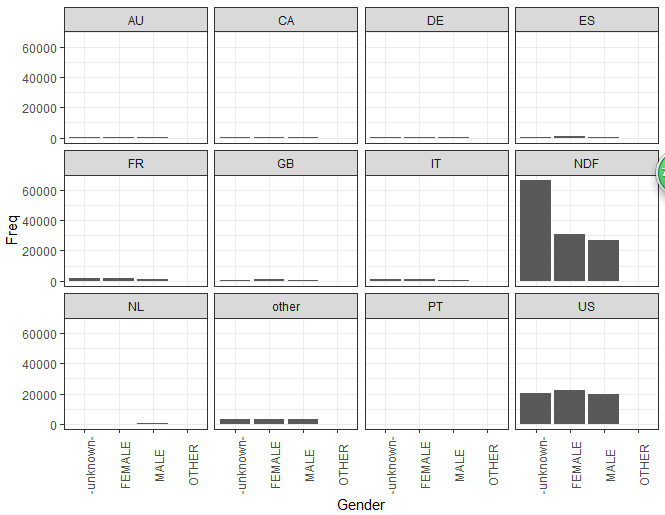 AU CA DE ES
60000
40000
20000
0
FR GB IT NDF
60000
40000
20000
0
Freq
NL other PT US
60000
40000
20000
0
-unknown- FEMALE MALE OTHER -unknown- FEMALE MALE OTHER -unknown- FEMALE MALE OTHER -unknown- FEMALE MALE OTHER
Gender